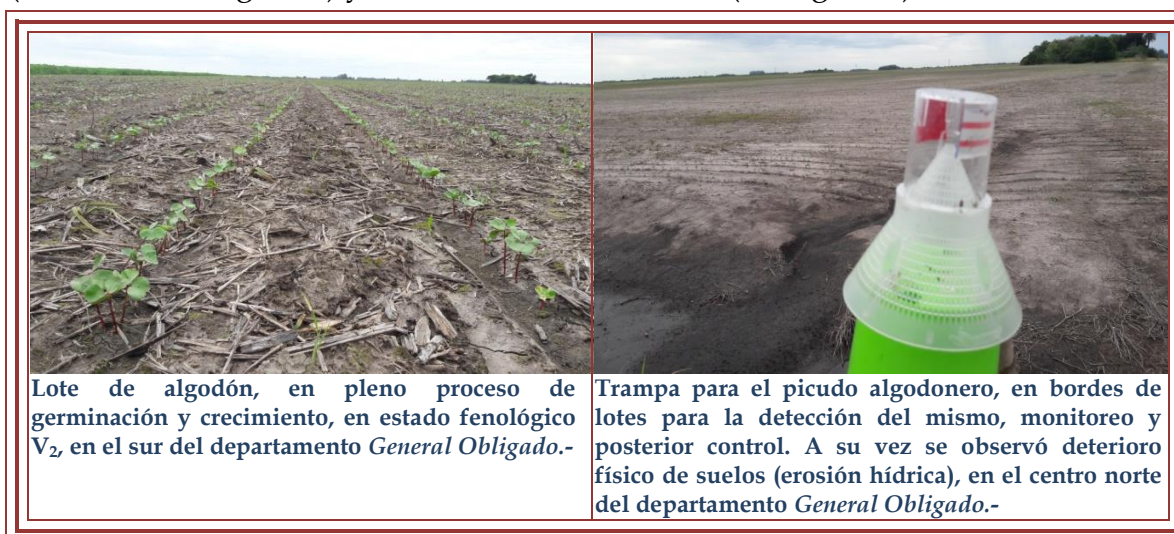 Lote de algodón, en pleno proceso de
germinación y crecimiento, en estado fenológico
V₂, en el sur del departamento General Obligado.-
Trampa para el picudo algodonero, en bordes de
lotes para la detección del mismo, monitoreo y
posterior control. A su vez se observó deterioro
físico de suelos (erosión hídrica), en el centro norte
del departamento General Obligado.-